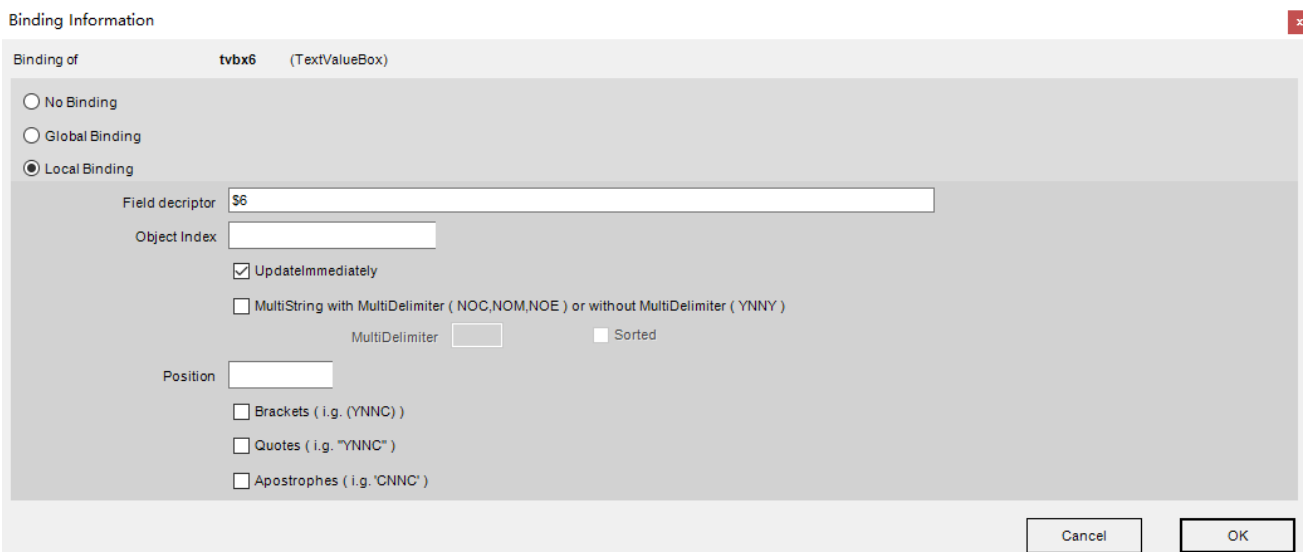 Binding Information
x
Binding of tvbx6 (TextValueBox)
No Binding
Global Binding
Local Binding
Field decriptor $6
Object Index
UpdateImmediately
MultiString with MultiDelimiter ( NOC,NOM,NOE ) or without MultiDelimiter ( YNNY )
MultiDelimiter Sorted
Position
Brackets ( i.g. (YNNC) )
Quotes ( i.g. "YNNC" )
Apostrophes ( i.g. 'CNNC' )
Cancel OK